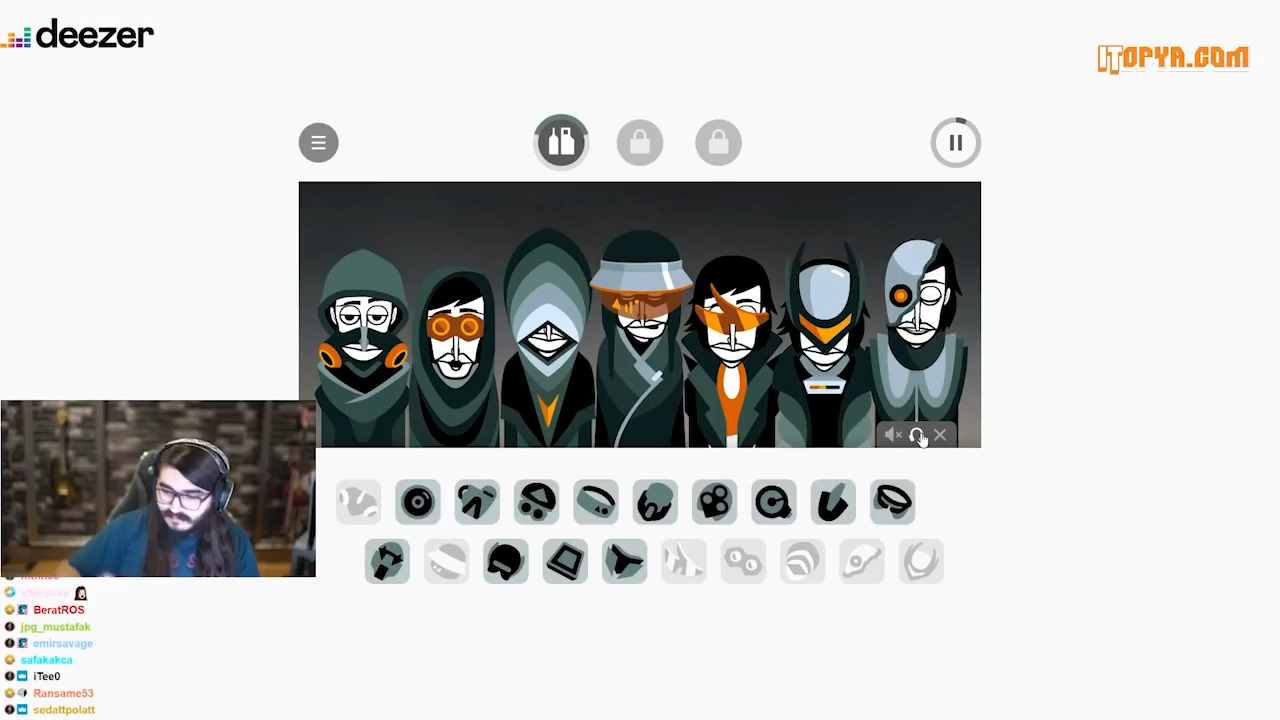 deezer
ITOPYA.COM
BeratROS
jpg_mustafak
emirsavage
safakakca
iTee0
Ransame53
sedattpolatt